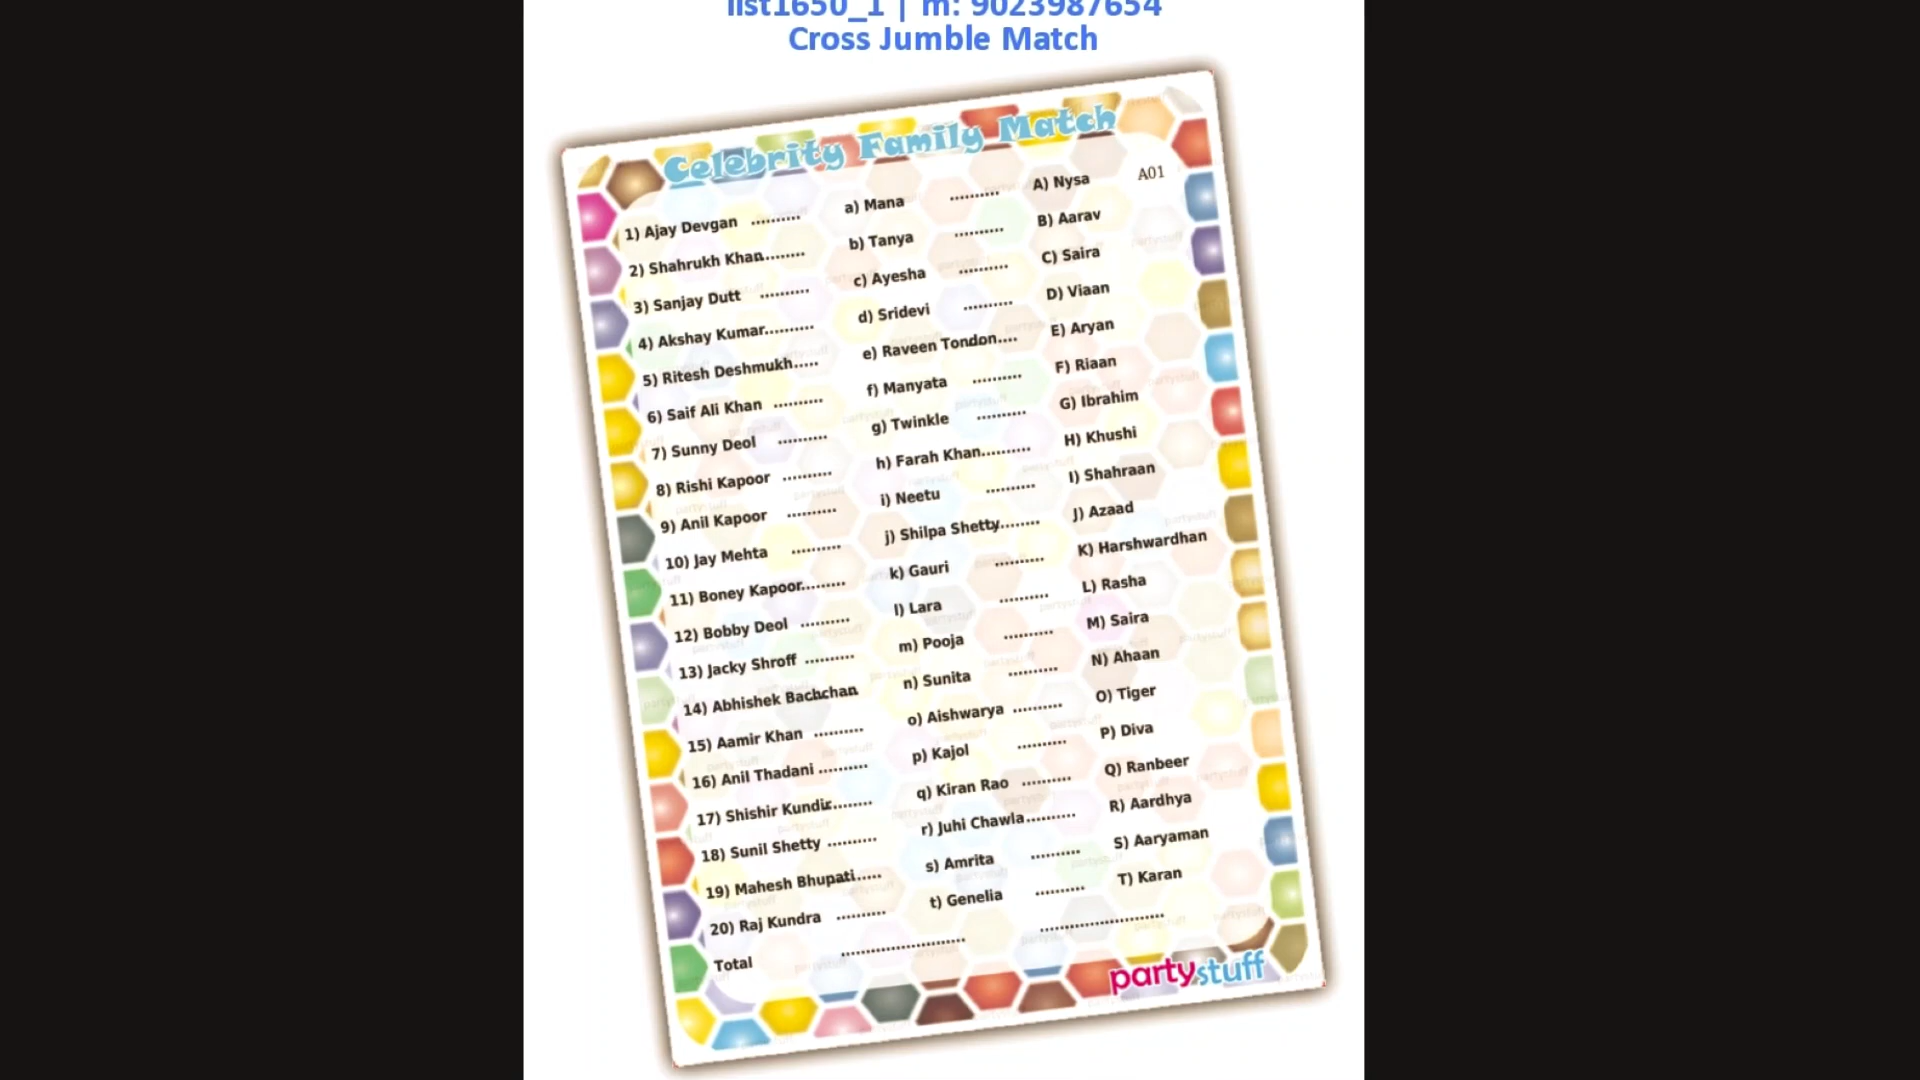 list1650_1 | m: 9023987654
Cross Jumble Match
Celebrity Family Match
A01
1) Ajay Devgan .......... a) Mana .......... A) Nysa
2) Shahrukh Khan......... b) Tanya .......... B) Aarav
3) Sanjay Dutt .......... c) Ayesha .......... C) Saira
4) Akshay Kumar.......... d) Sridevi .......... D) Viaan
5) Ritesh Deshmukh..... e) Raveen Tondon.... E) Aryan
6) Saif Ali Khan .......... f) Manyata .......... F) Riaan
7) Sunny Deol .......... g) Twinkle .......... G) Ibrahim
8) Rishi Kapoor .......... h) Farah Khan.......... H) Khushi
9) Anil Kapoor .......... i) Neetu .......... I) Shahraan
10) Jay Mehta .......... j) Shilpa Shetty........ J) Azaad
11) Boney Kapoor......... k) Gauri .......... K) Harshwardhan
12) Bobby Deol .......... l) Lara .......... L) Rasha
13) Jacky Shroff .......... m) Pooja .......... M) Saira
14) Abhishek Bachchan n) Sunita .......... N) Ahaan
15) Aamir Khan .......... o) Aishwarya .......... O) Tiger
16) Anil Thadani .......... p) Kajol .......... P) Diva
17) Shishir Kundir........ q) Kiran Rao .......... Q) Ranbeer
18) Sunil Shetty .......... r) Juhi Chawla.......... R) Aardhya
19) Mahesh Bhupati..... s) Amrita .......... S) Aaryaman
20) Raj Kundra .......... t) Genelia .......... T) Karan
Total ......................... .........................
partystuff